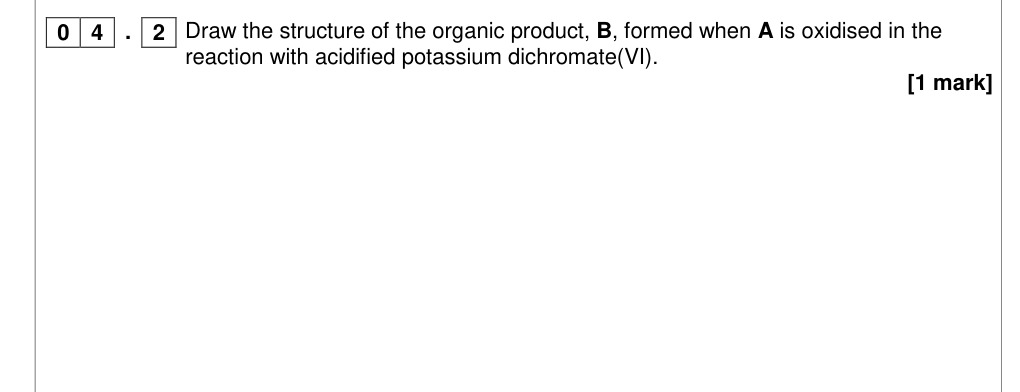 0 4 . 2 Draw the structure of the organic product, B, formed when A is oxidised in the
reaction with acidified potassium dichromate(VI).
[1 mark]